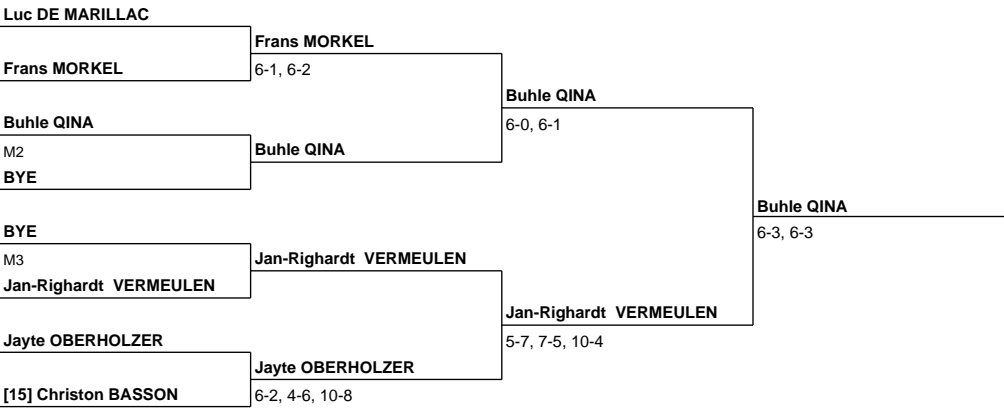 Luc DE MARILLAC
Frans MORKEL
Frans MORKEL
6-1, 6-2
Buhle QINA
Buhle QINA
6-0, 6-1
M2
Buhle QINA
BYE
Buhle QINA
BYE
6-3, 6-3
M3
Jan-Righardt VERMEULEN
Jan-Righardt VERMEULEN
Jan-Righardt VERMEULEN
Jayte OBERHOLZER
5-7, 7-5, 10-4
Jayte OBERHOLZER
[15] Christon BASSON
6-2, 4-6, 10-8